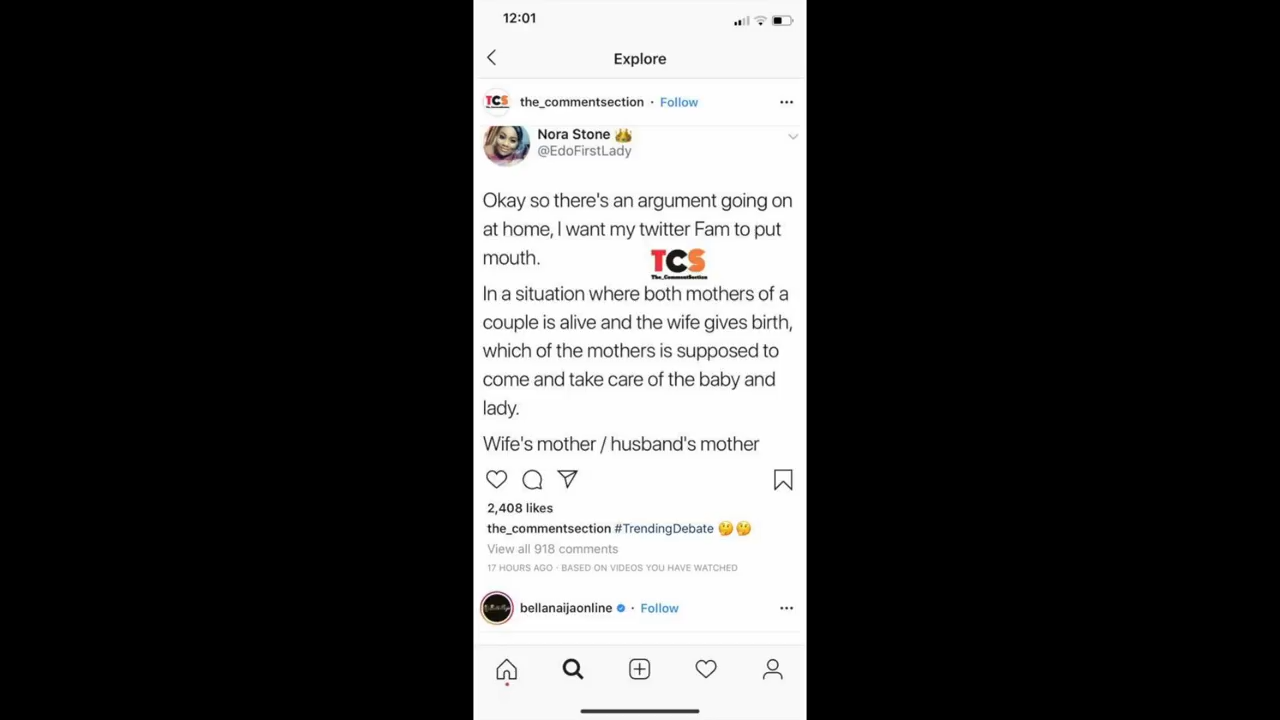 12:01
Explore
TCS
the_commentsection · Follow
Nora Stone 👑
@EdoFirstLady
Okay so there's an argument going on
at home, I want my twitter Fam to put
mouth.
TCS
The_CommentSection
In a situation where both mothers of a
couple is alive and the wife gives birth,
which of the mothers is supposed to
come and take care of the baby and
lady.
Wife's mother / husband's mother
2,408 likes
the_commentsection #TrendingDebate 🤔🤔
View all 918 comments
17 HOURS AGO · BASED ON VIDEOS YOU HAVE WATCHED
bellanaijaonline · Follow